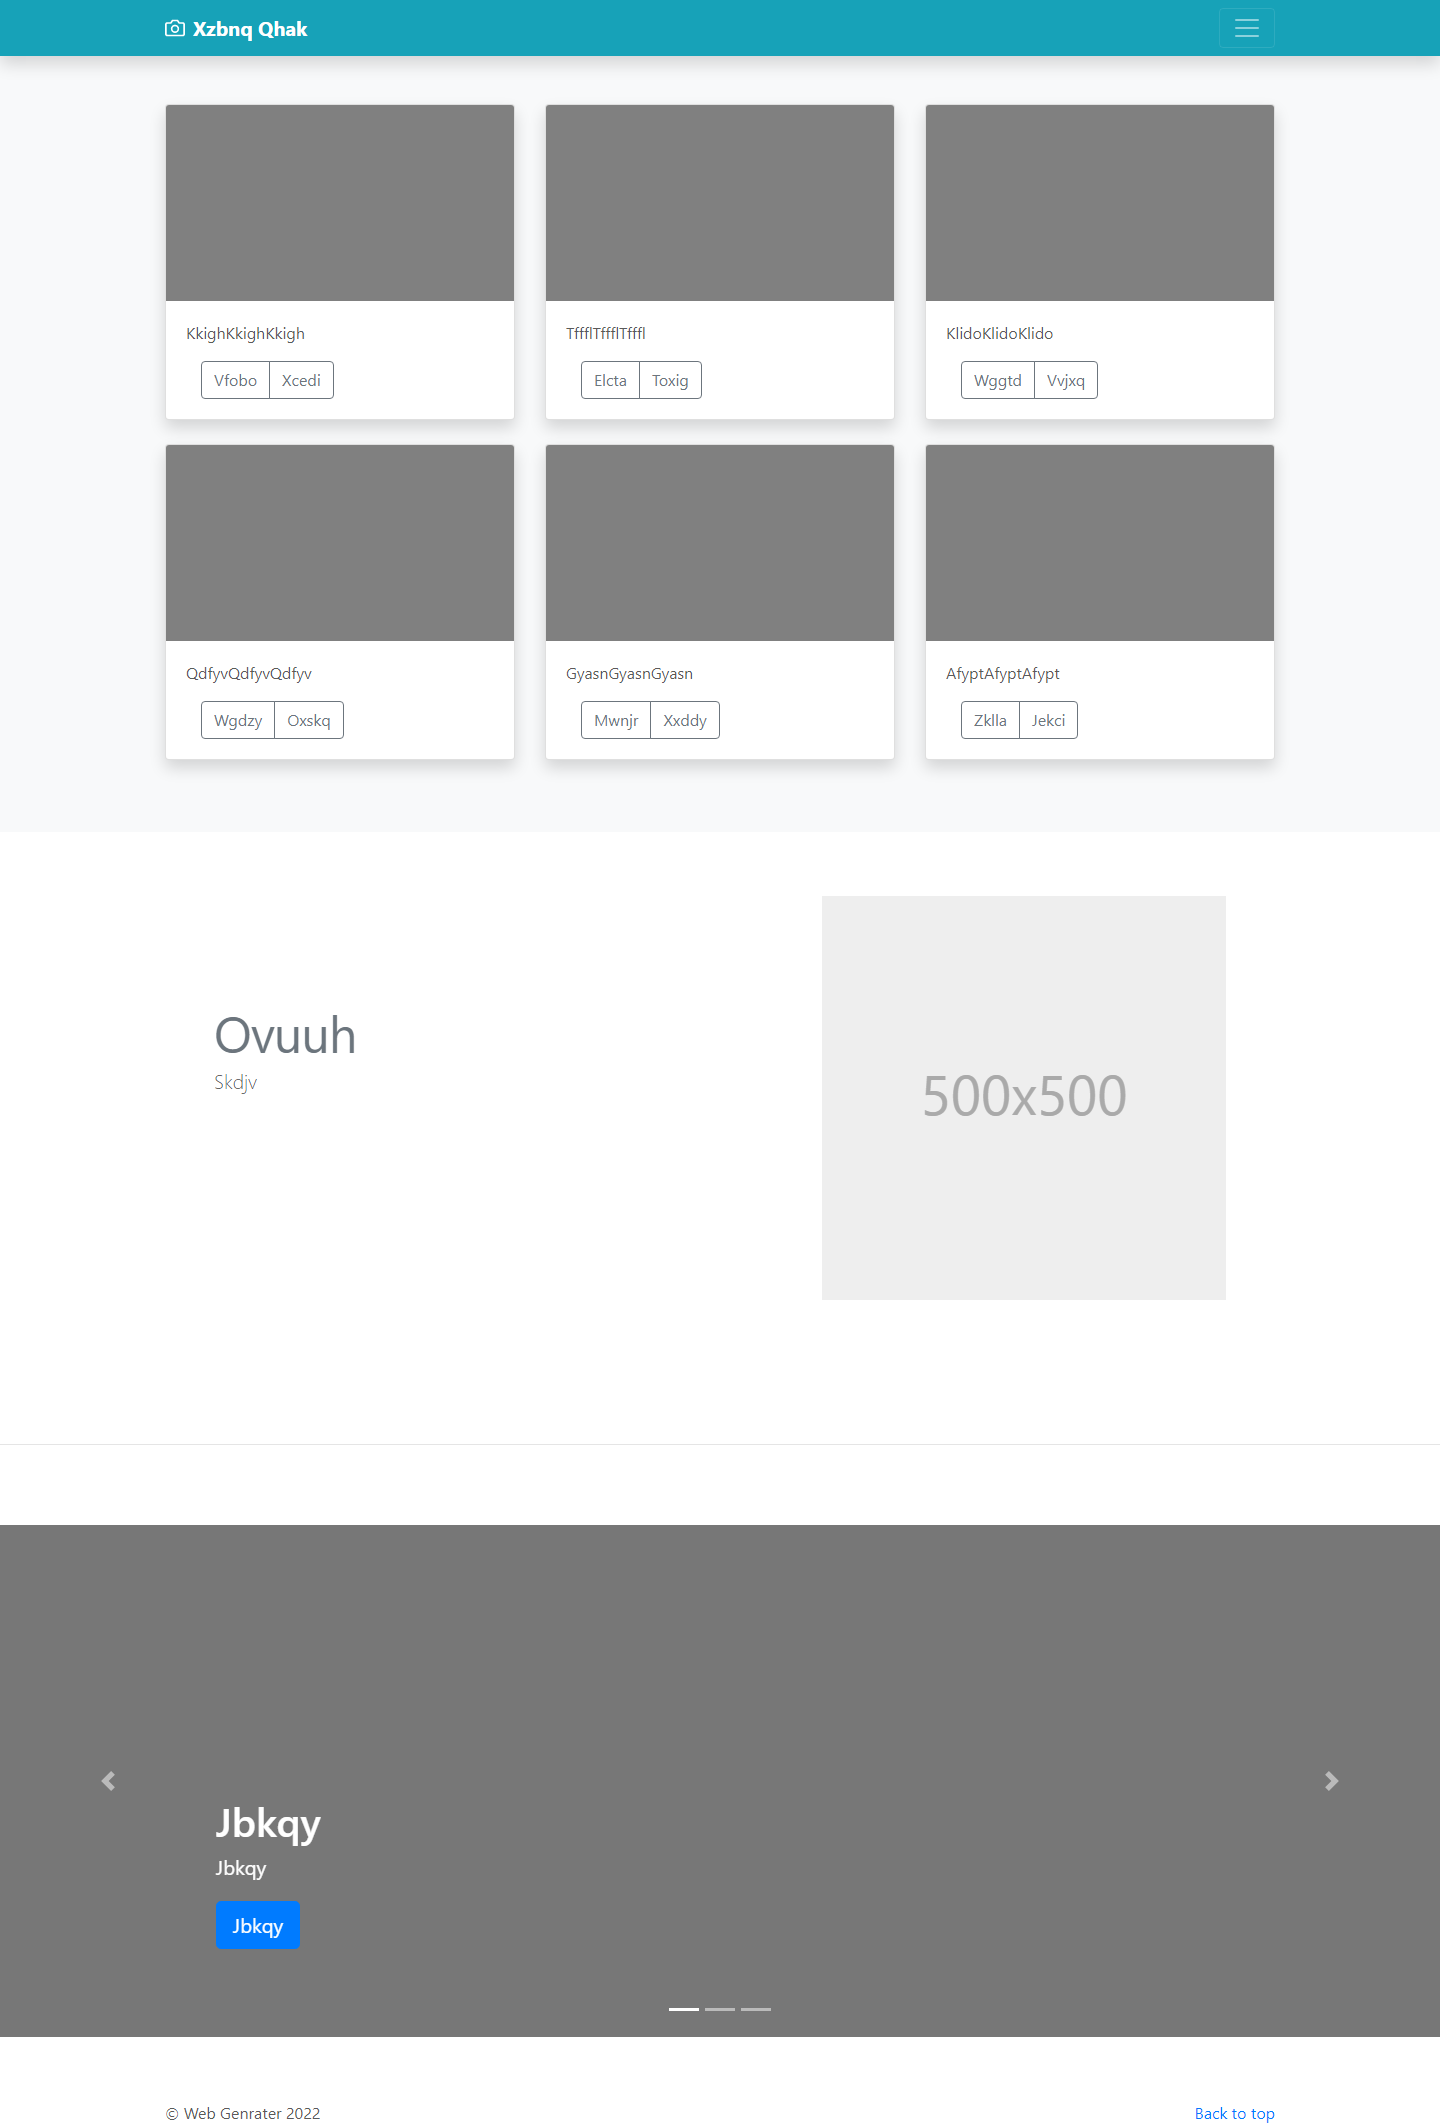 Xzbnq Qhak
KkighKkighKkigh
Vfobo Xcedi
TffflTffflTfffl
Elcta Toxig
KlidoKlidoKlido
Wggtd Vvjxq
QdfyvQdfyvQdfyv
Wgdzy Oxskq
GyasnGyasnGyasn
Mwnjr Xxddy
AfyptAfyptAfypt
Zklla Jekci
Ovuuh
Skdjv
500x500
Jbkqy
Jbkqy
Jbkqy
© Web Genrater 2022
Back to top